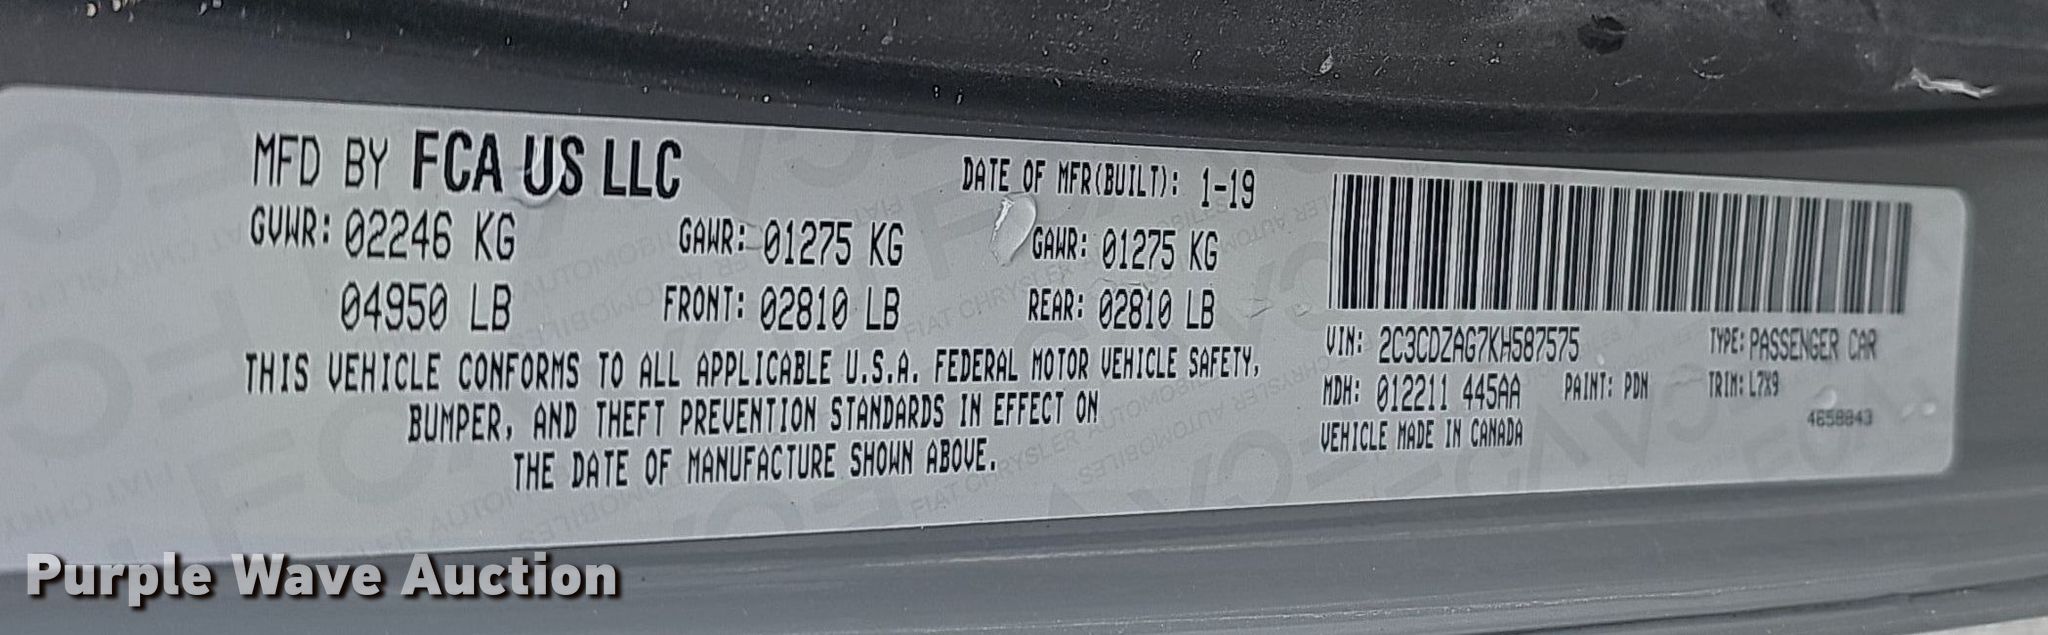 MFD BY FCA US LLC
DATE OF MFR(BUILT): 1-19
GVWR: 02246 KG
GAWR: 01275 KG
GAWR: 01275 KG
04950 LB
FRONT: 02810 LB
REAR: 02810 LB
THIS VEHICLE CONFORMS TO ALL APPLICABLE U.S.A. FEDERAL MOTOR VEHICLE SAFETY,
BUMPER, AND THEFT PREVENTION STANDARDS IN EFFECT ON
THE DATE OF MANUFACTURE SHOWN ABOVE.
VIN: 2C3CDZAG7KH587575
TYPE: PASSENGER CAR
MDH: 012211 445AA
PAINT: PDN
TRIM: L7X9
VEHICLE MADE IN CANADA
4658843
Purple Wave Auction